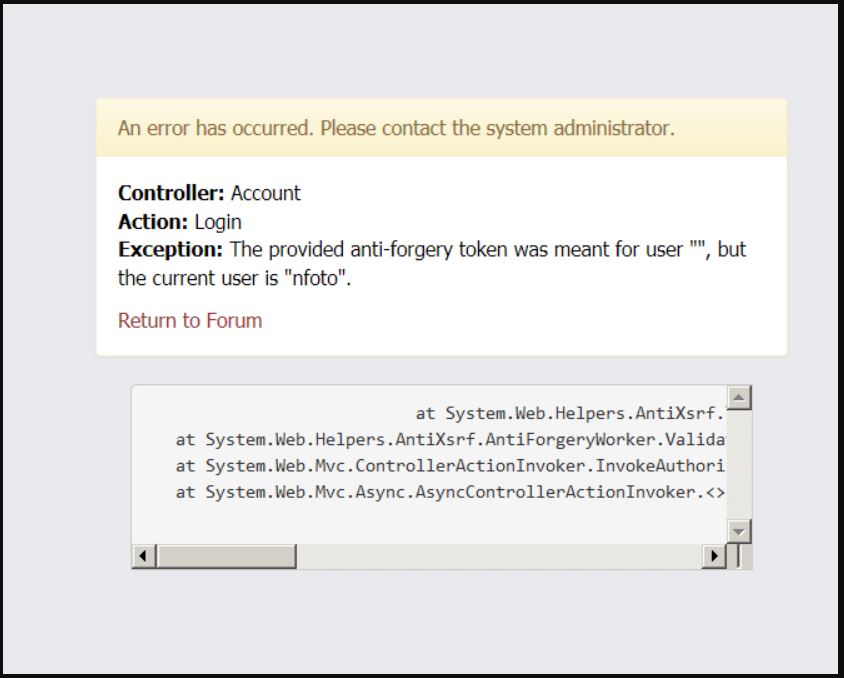 An error has occurred. Please contact the system administrator.
Controller: Account
Action: Login
Exception: The provided anti-forgery token was meant for user "", but
the current user is "nfoto".
Return to Forum
at System.Web.Helpers.AntiXsrf.
at System.Web.Helpers.AntiXsrf.AntiForgeryWorker.Valida
at System.Web.Mvc.ControllerActionInvoker.InvokeAuthori
at System.Web.Mvc.Async.AsyncControllerActionInvoker.<>